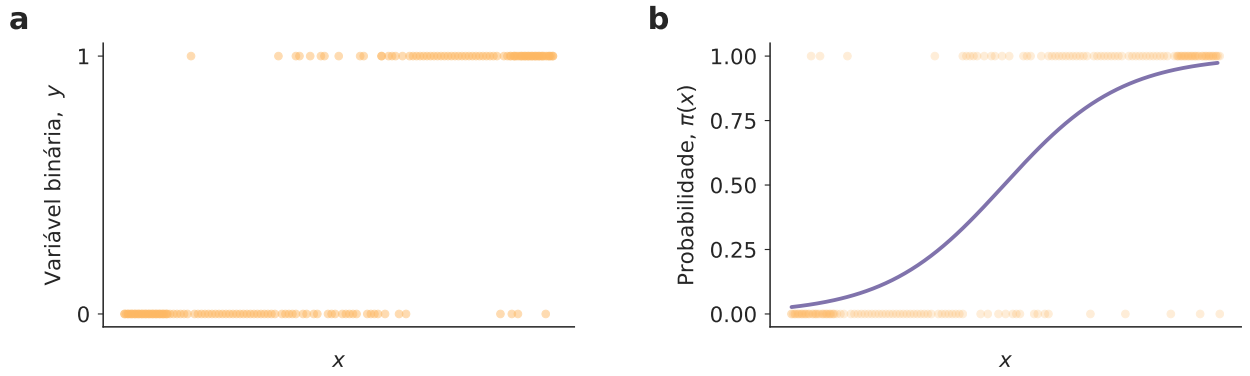 a
Variável binária, y
1
0
x
b
Probabilidade, π(x)
1.00
0.75
0.50
0.25
0.00
x